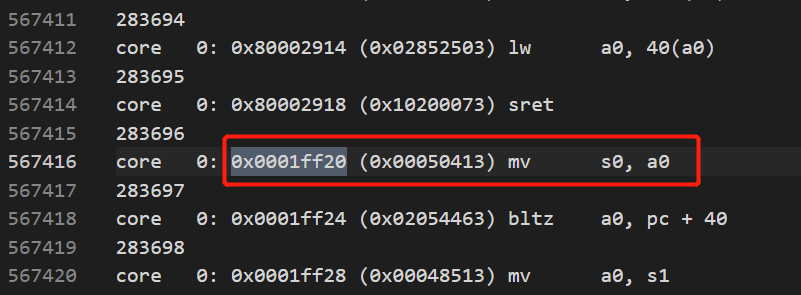 567411 283694
567412 core 0: 0x80002914 (0x02852503) lw a0, 40(a0)
567413 283695
567414 core 0: 0x80002918 (0x10200073) sret
567415 283696
567416 core 0: 0x0001ff20 (0x00050413) mv s0, a0
567417 283697
567418 core 0: 0x0001ff24 (0x02054463) bltz a0, pc + 40
567419 283698
567420 core 0: 0x0001ff28 (0x00048513) mv a0, s1